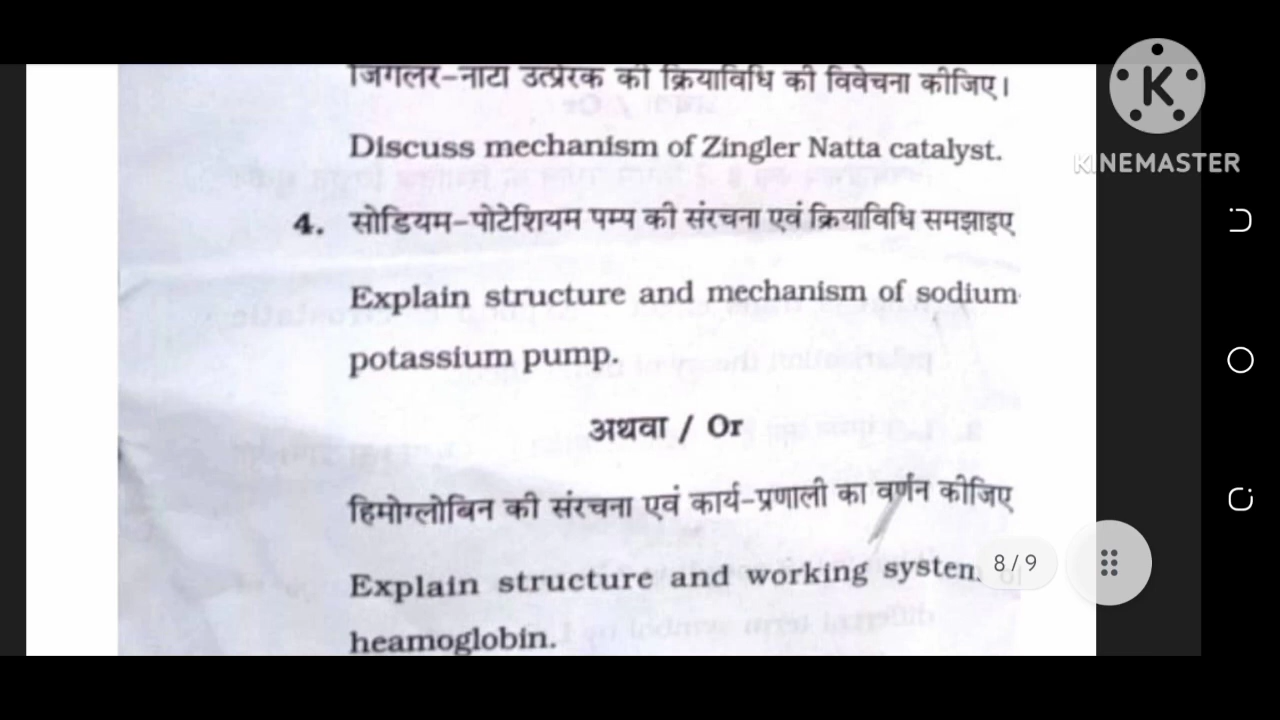 जिगलर-नाटा उत्प्रेरक की क्रियाविधि की विवेचना कीजिए।
Discuss mechanism of Zingler Natta catalyst.
4. सोडियम-पोटेशियम पम्प की संरचना एवं क्रियाविधि समझाइए
Explain structure and mechanism of sodium
potassium pump.
अथवा / Or
हिमोग्लोबिन की संरचना एवं कार्य-प्रणाली का वर्णन कीजिए
Explain structure and working
heamoglobin.
8/9
K
KINEMASTER